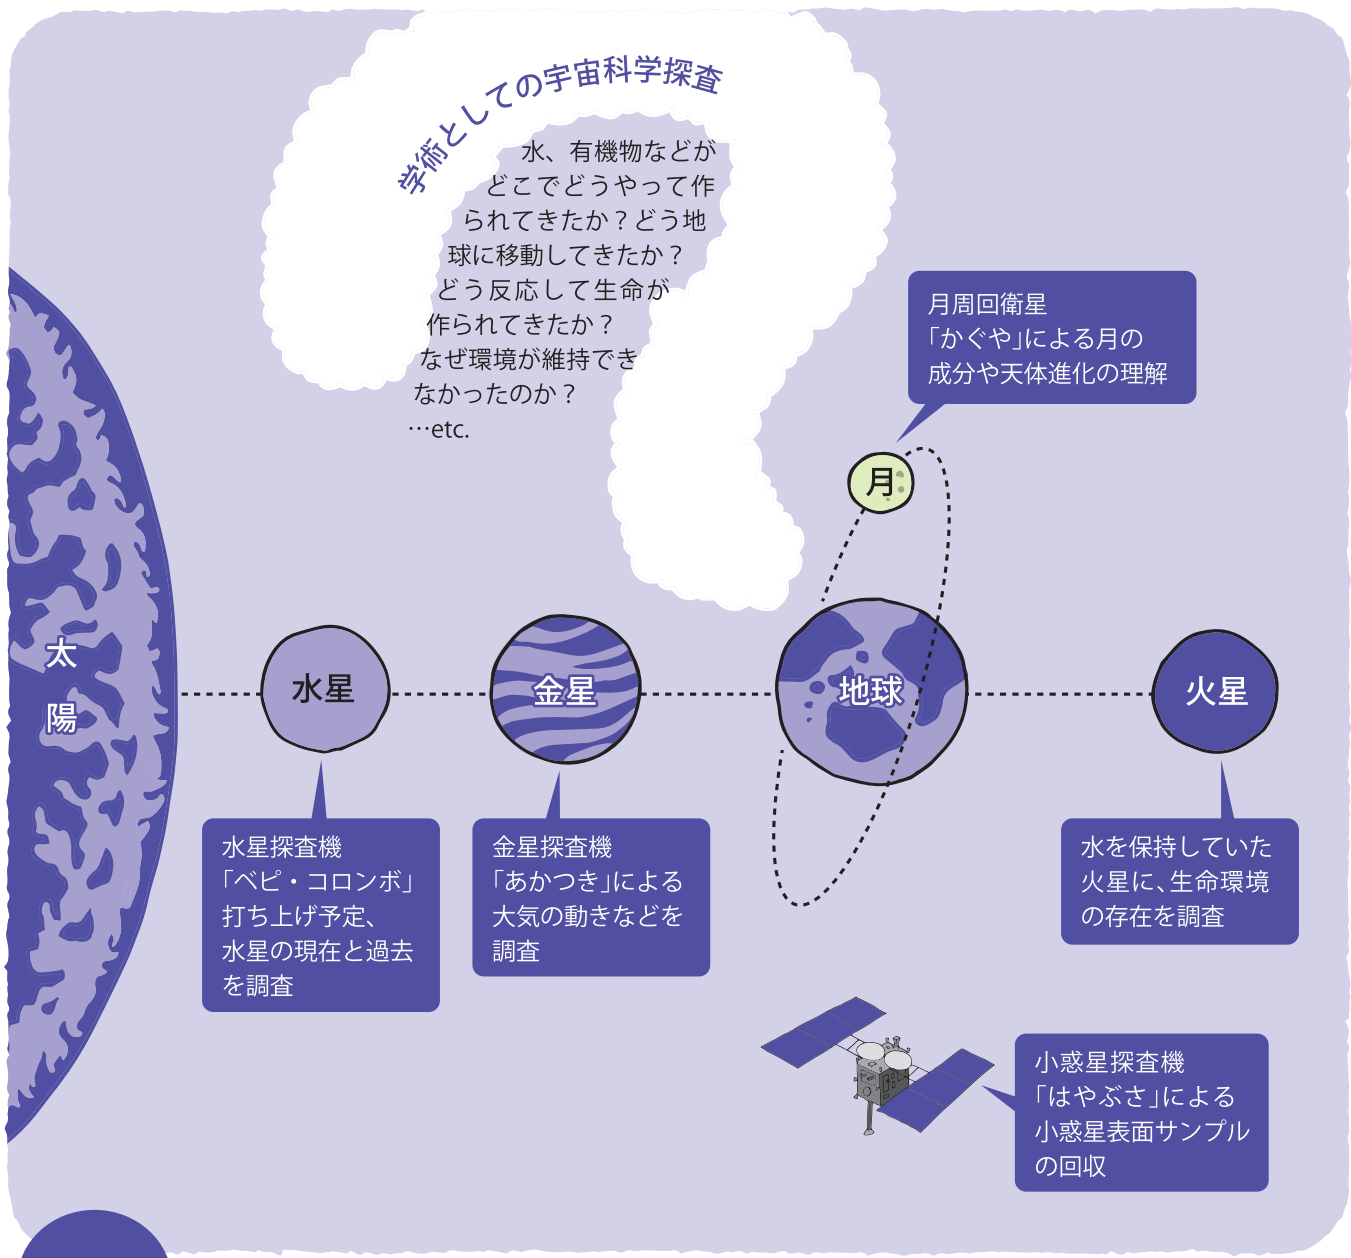 学術としての宇宙科学探査
水、有機物などが
どこでどうやって作
られてきたか？どう地
球に移動してきたか？
どう反応して生命が
作られてきたか？
なぜ環境が維持でき
なかったのか？
…etc.
月周回衛星
「かぐや」による月の
成分や天体進化の理解
月
太
陽
水星
金星
地球
火星
水星探査機
「ベピ・コロンボ」
打ち上げ予定、
水星の現在と過去
を調査
金星探査機
「あかつき」による
大気の動きなどを
調査
水を保持していた
火星に、生命環境
の存在を調査
小惑星探査機
「はやぶさ」による
小惑星表面サンプル
の回収